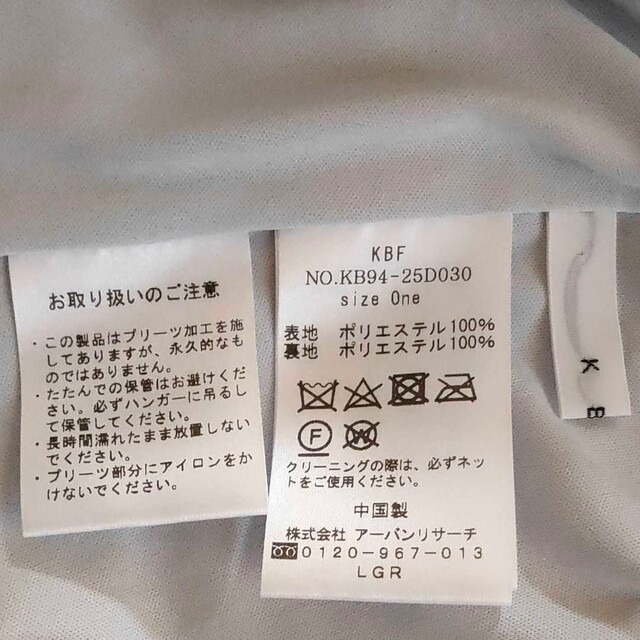 お取り扱いのご注意
・この製品はプリーツ加工を施
してありますが、永久的なも
のではありません。
・たたんでの保管はお避けくだ
さい。必ずハンガーに吊るし
て保管してください。
・長時間濡れたまま放置しない
でください。
・プリーツ部分にアイロンをか
けないでください。
KBF
NO.KB94-25D030
size One
表地 ポリエステル100%
裏地 ポリエステル100%
F
W
クリーニングの際は、必ずネッ
トをご使用ください。
中国製
株式会社 アーバンリサーチ
0120-967-013
LGR
K B